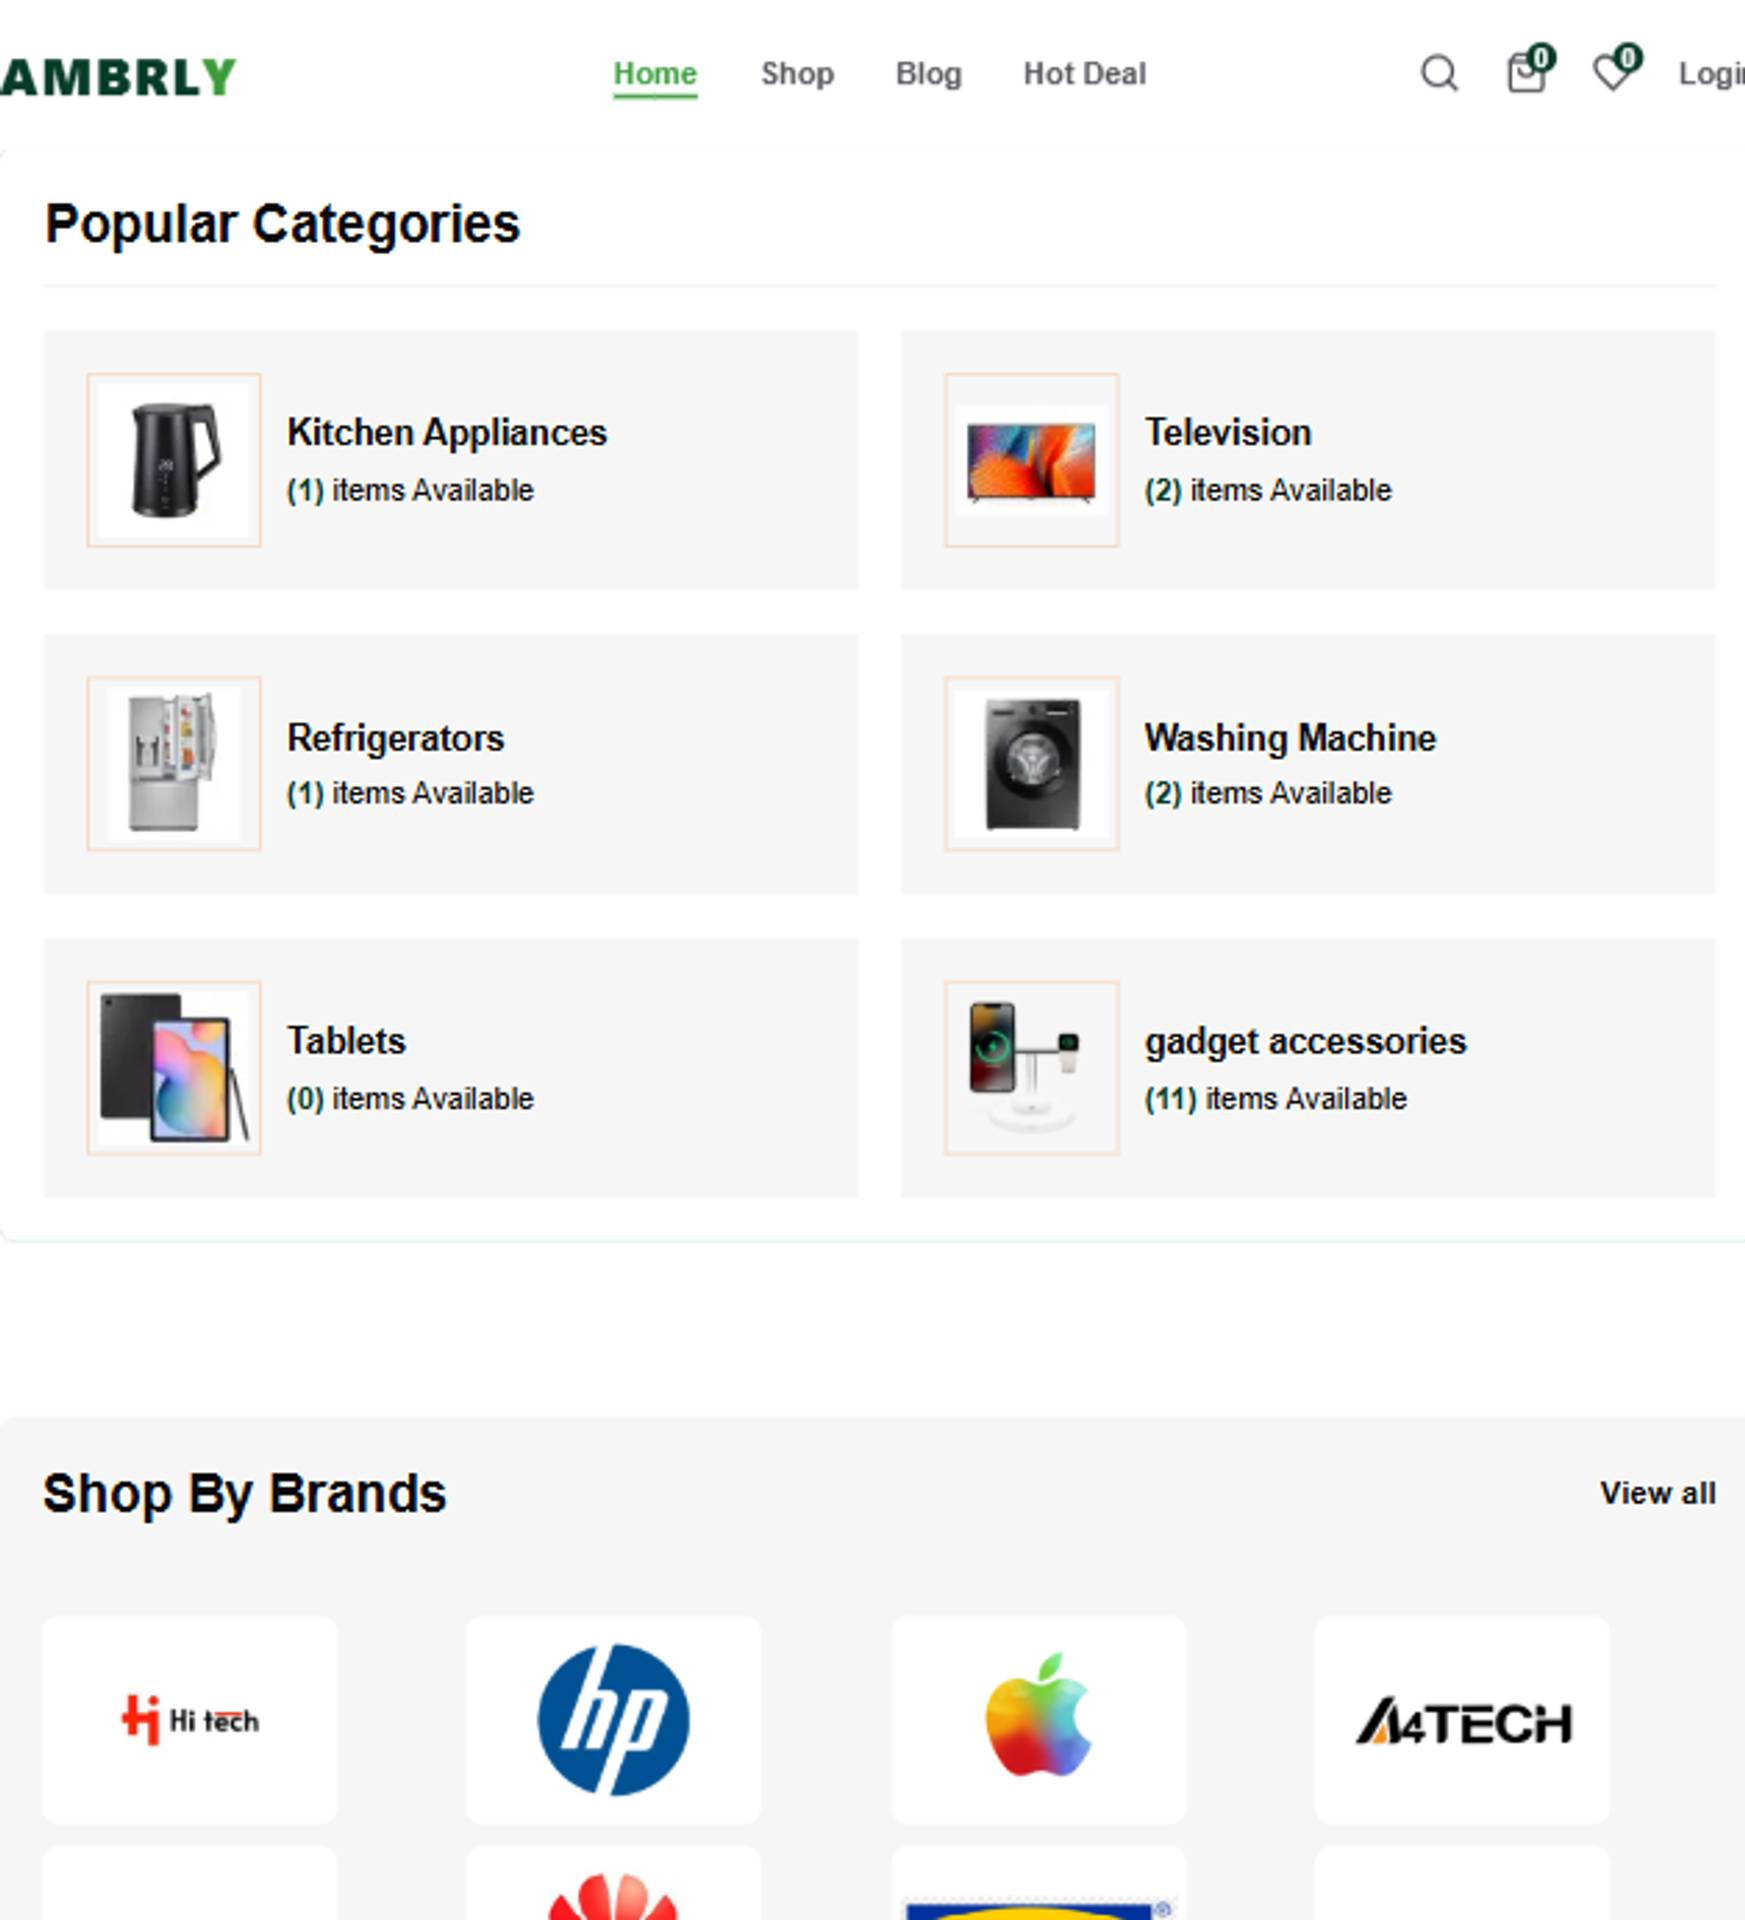 AMBRLY
Home Shop Blog Hot Deal
0 0
Popular Categories
Kitchen Appliances
(1) items Available
Television
(2) items Available
Refrigerators
(1) items Available
Washing Machine
(2) items Available
Tablets
(0) items Available
gadget accessories
(11) items Available
Shop By Brands
View all
Hi tech
hp
A4TECH
®